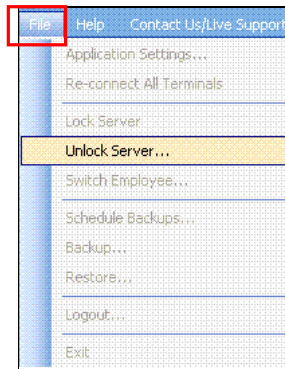 File Help Contact Us/Live Support
Application Settings...
Re-connect All Terminals
Lock Server
Unlock Server...
Switch Employee...
Schedule Backups...
Backup...
Restore...
Logout...
Exit